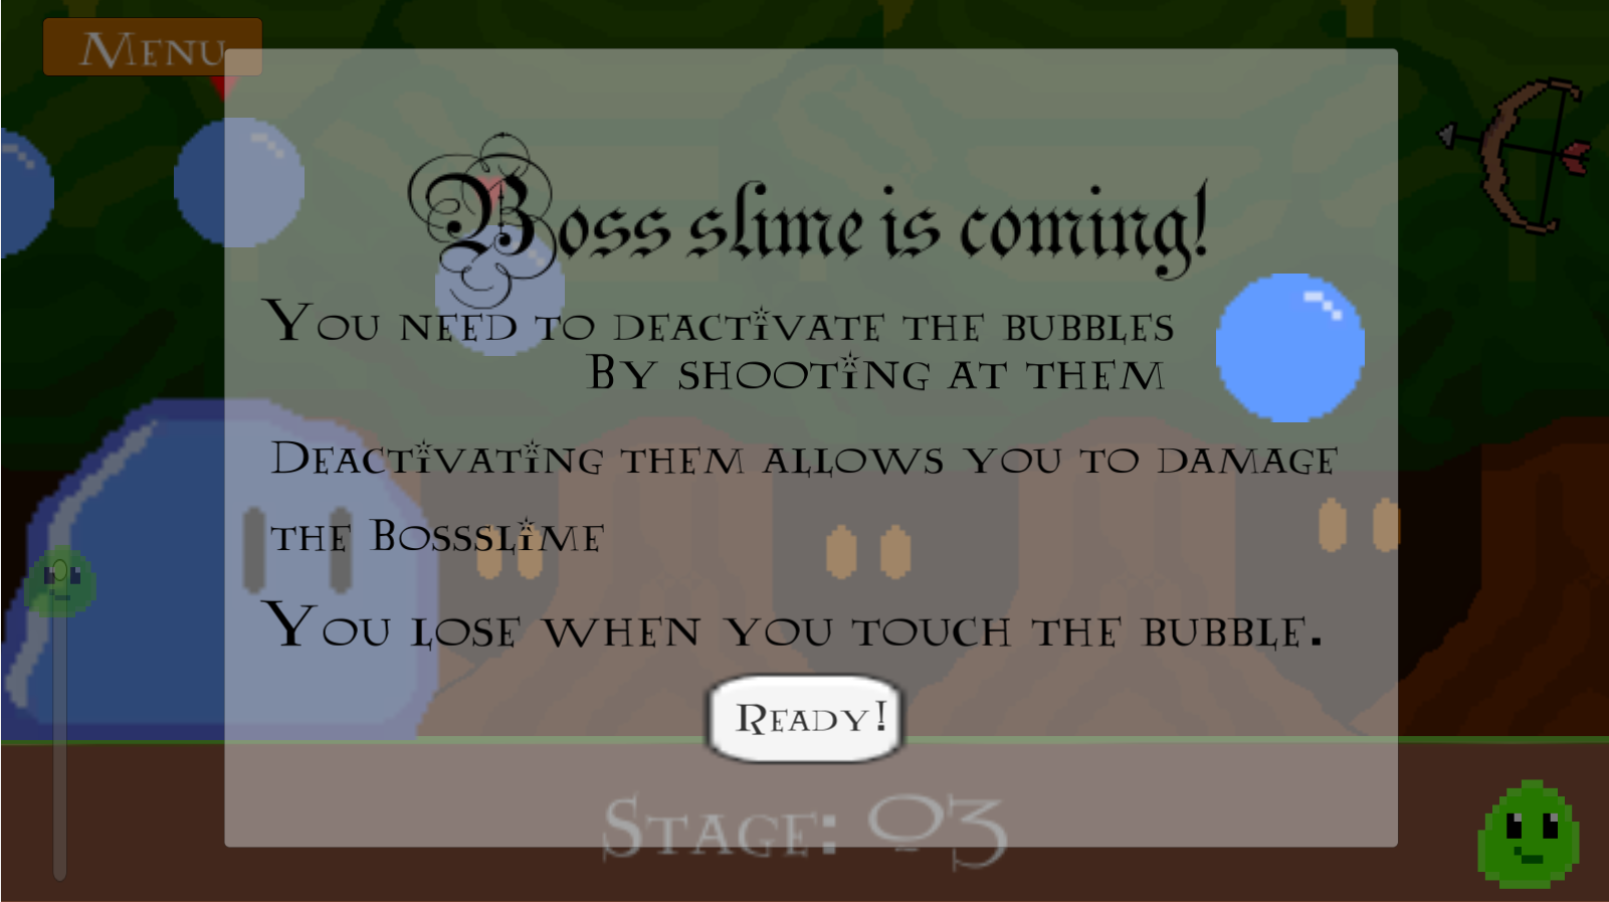 Menu
Boss slime is coming!
You need to deactivate the bubbles
By shooting at them
Deactivating them allows you to damage
the Bossslime
You lose when you touch the bubble.
Ready!
Stage: 03